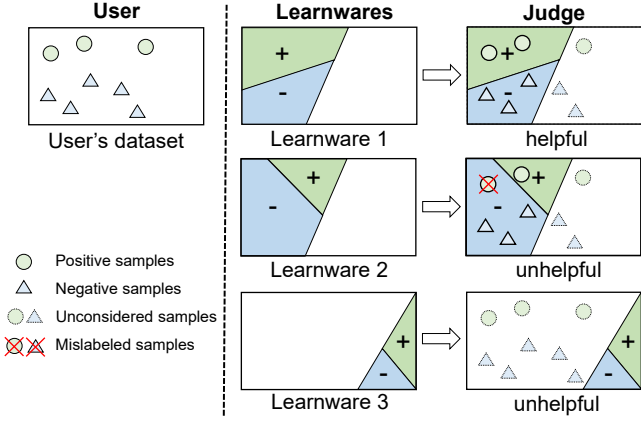 User
Learnwares
Judge
User's dataset
+
-
Learnware 1
+
-
helpful
+
-
Learnware 2
+
-
unhelpful
Positive samples
Negative samples
Unconsidered samples
Mislabeled samples
+
-
Learnware 3
+
-
unhelpful